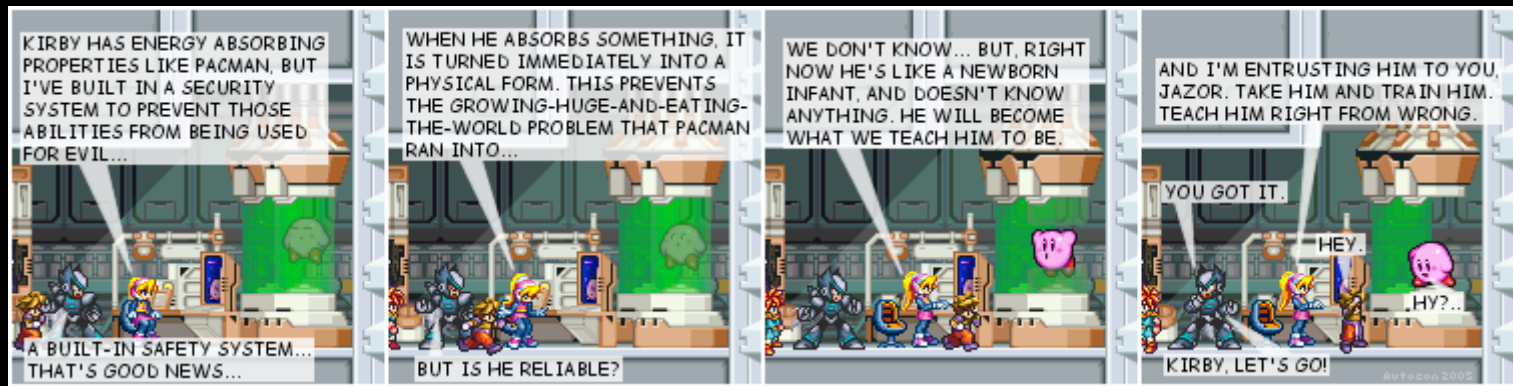 KIRBY HAS ENERGY ABSORBING
PROPERTIES LIKE PACMAN, BUT
I'VE BUILT IN A SECURITY
SYSTEM TO PREVENT THOSE
ABILITIES FROM BEING USED
FOR EVIL...
A BUILT-IN SAFETY SYSTEM...
THAT'S GOOD NEWS...
WHEN HE ABSORBS SOMETHING, IT
IS TURNED IMMEDIATELY INTO A
PHYSICAL FORM. THIS PREVENTS
THE GROWING-HUGE-AND-EATING-
THE-WORLD PROBLEM THAT PACMAN
RAN INTO...
BUT IS HE RELIABLE?
WE DON'T KNOW... BUT, RIGHT
NOW HE'S LIKE A NEWBORN
INFANT, AND DOESN'T KNOW
ANYTHING. HE WILL BECOME
WHAT WE TEACH HIM TO BE.
AND I'M ENTRUSTING HIM TO YOU,
JAZOR. TAKE HIM AND TRAIN HIM.
TEACH HIM RIGHT FROM WRONG.
YOU GOT IT.
HEY.
HY?..
KIRBY, LET'S GO!
Autocon 2005